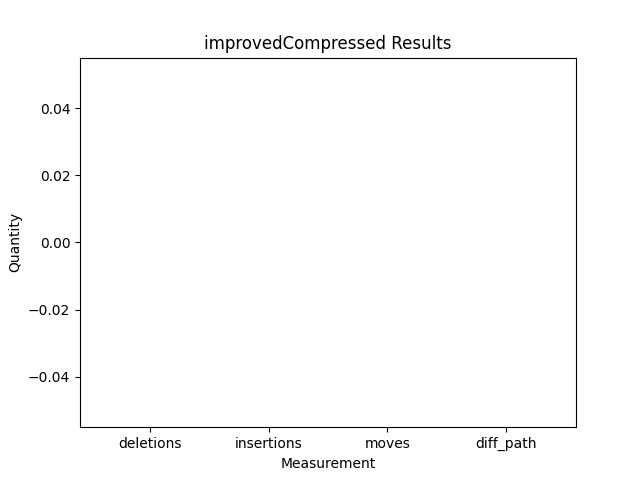 improvedCompressed Results
Quantity
0.04
0.02
0.00
−0.02
−0.04
deletions insertions moves diff_path
Measurement